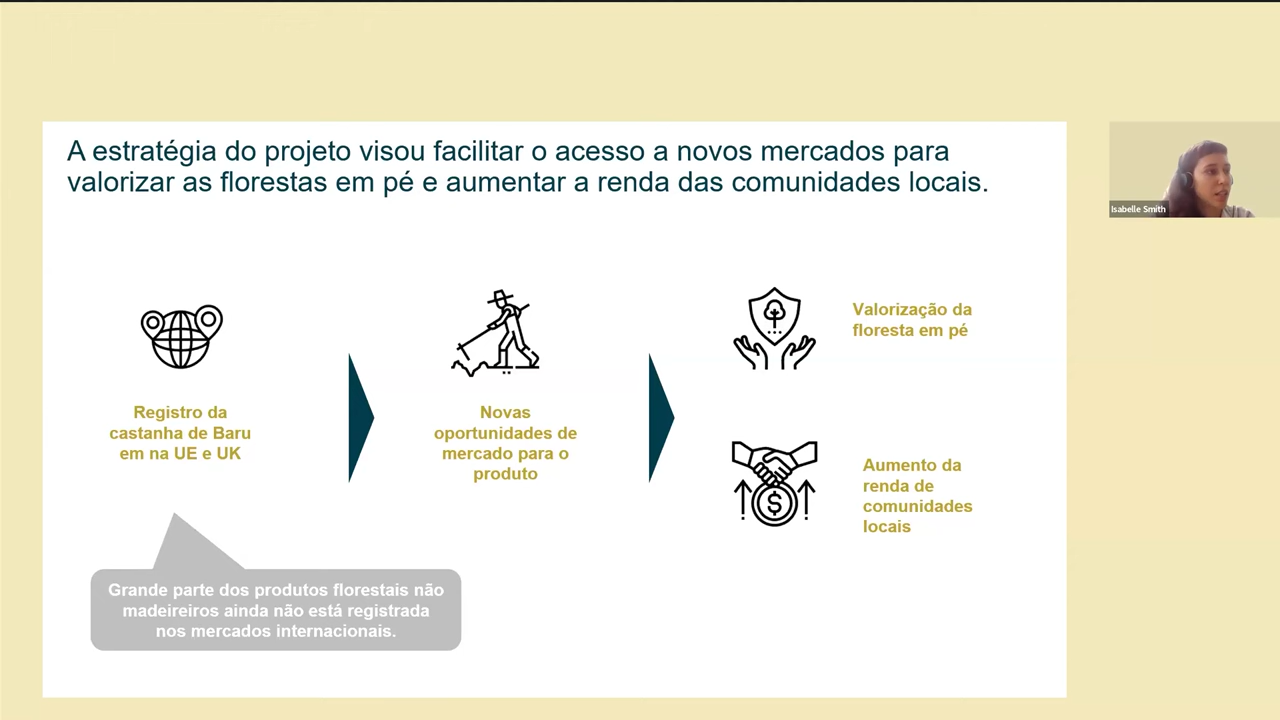 A estratégia do projeto visou facilitar o acesso a novos mercados para
valorizar as florestas em pé e aumentar a renda das comunidades locais.
Isabelle Smith
Registro da
castanha de Baru
em na UE e UK
Novas
oportunidades de
mercado para o
produto
Valorização da
floresta em pé
$
Aumento da
renda de
comunidades
locais
Grande parte dos produtos florestais não
madeireiros ainda não está registrada
nos mercados internacionais.